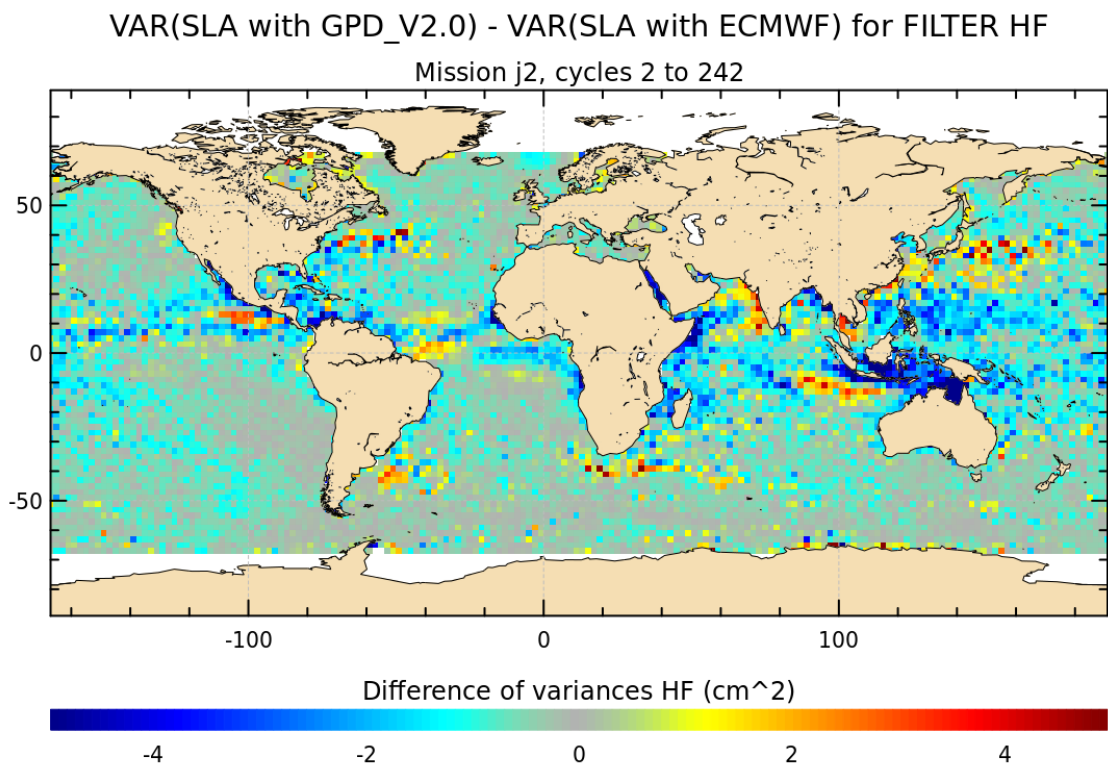 VAR(SLA with GPD_V2.0) - VAR(SLA with ECMWF) for FILTER HF
Mission j2, cycles 2 to 242
50
0
-50
-100 0 100
Difference of variances HF (cm^2)
-4 -2 0 2 4